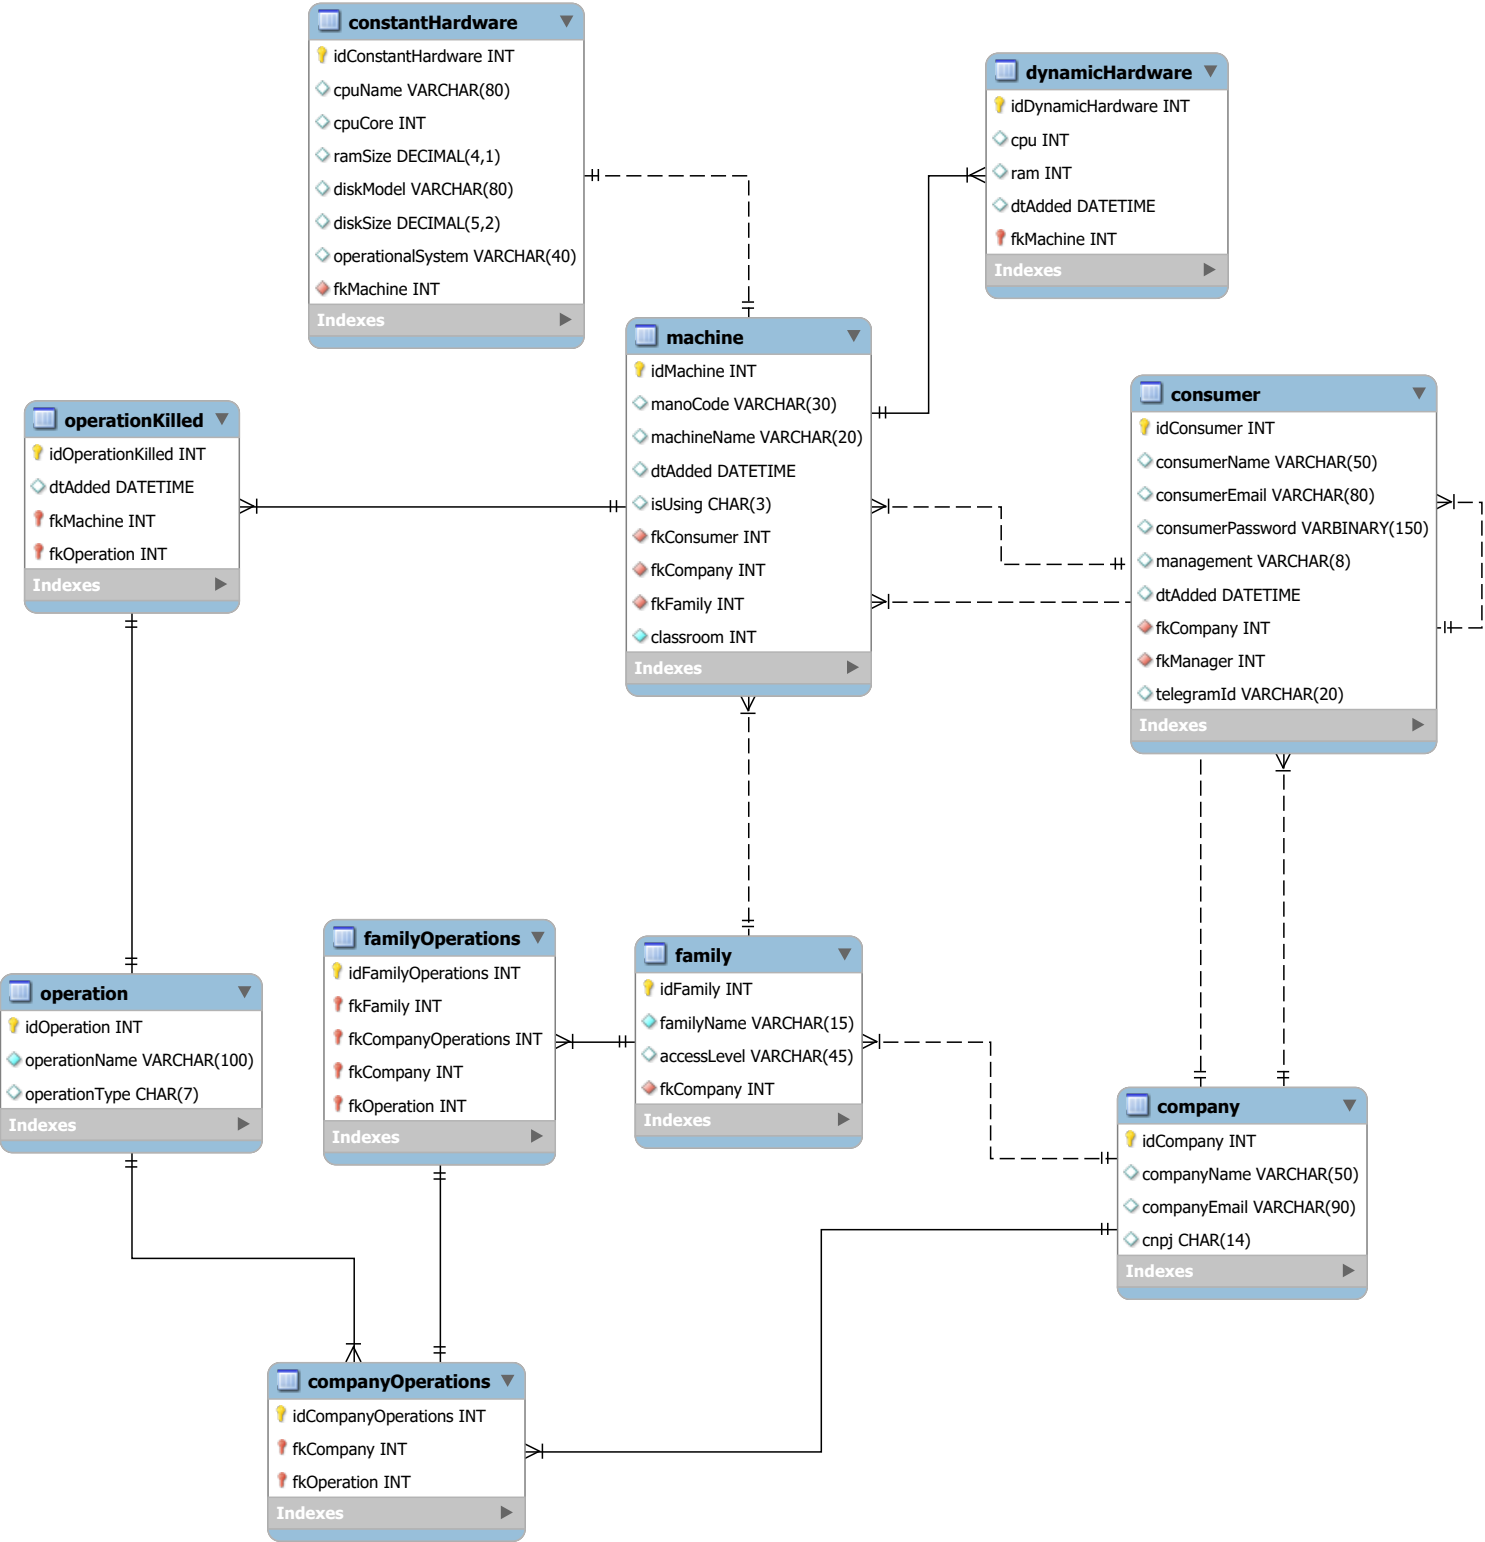 constantHardware
idConstantHardware INT
cpuName VARCHAR(80)
cpuCore INT
ramSize DECIMAL(4,1)
diskModel VARCHAR(80)
diskSize DECIMAL(5,2)
operationalSystem VARCHAR(40)
fkMachine INT
Indexes
dynamicHardware
idDynamicHardware INT
cpu INT
ram INT
dtAdded DATETIME
fkMachine INT
Indexes
machine
idMachine INT
manoCode VARCHAR(30)
machineName VARCHAR(20)
dtAdded DATETIME
isUsing CHAR(3)
fkConsumer INT
fkCompany INT
fkFamily INT
classroom INT
Indexes
consumer
idConsumer INT
consumerName VARCHAR(50)
consumerEmail VARCHAR(80)
consumerPassword VARBINARY(150)
management VARCHAR(8)
dtAdded DATETIME
fkCompany INT
fkManager INT
telegramId VARCHAR(20)
Indexes
operationKilled
idOperationKilled INT
dtAdded DATETIME
fkMachine INT
fkOperation INT
Indexes
operation
idOperation INT
operationName VARCHAR(100)
operationType CHAR(7)
Indexes
familyOperations
idFamilyOperations INT
fkFamily INT
fkCompanyOperations INT
fkCompany INT
fkOperation INT
Indexes
family
idFamily INT
familyName VARCHAR(15)
accessLevel VARCHAR(45)
fkCompany INT
Indexes
company
idCompany INT
companyName VARCHAR(50)
companyEmail VARCHAR(90)
cnpj CHAR(14)
Indexes
companyOperations
idCompanyOperations INT
fkCompany INT
fkOperation INT
Indexes